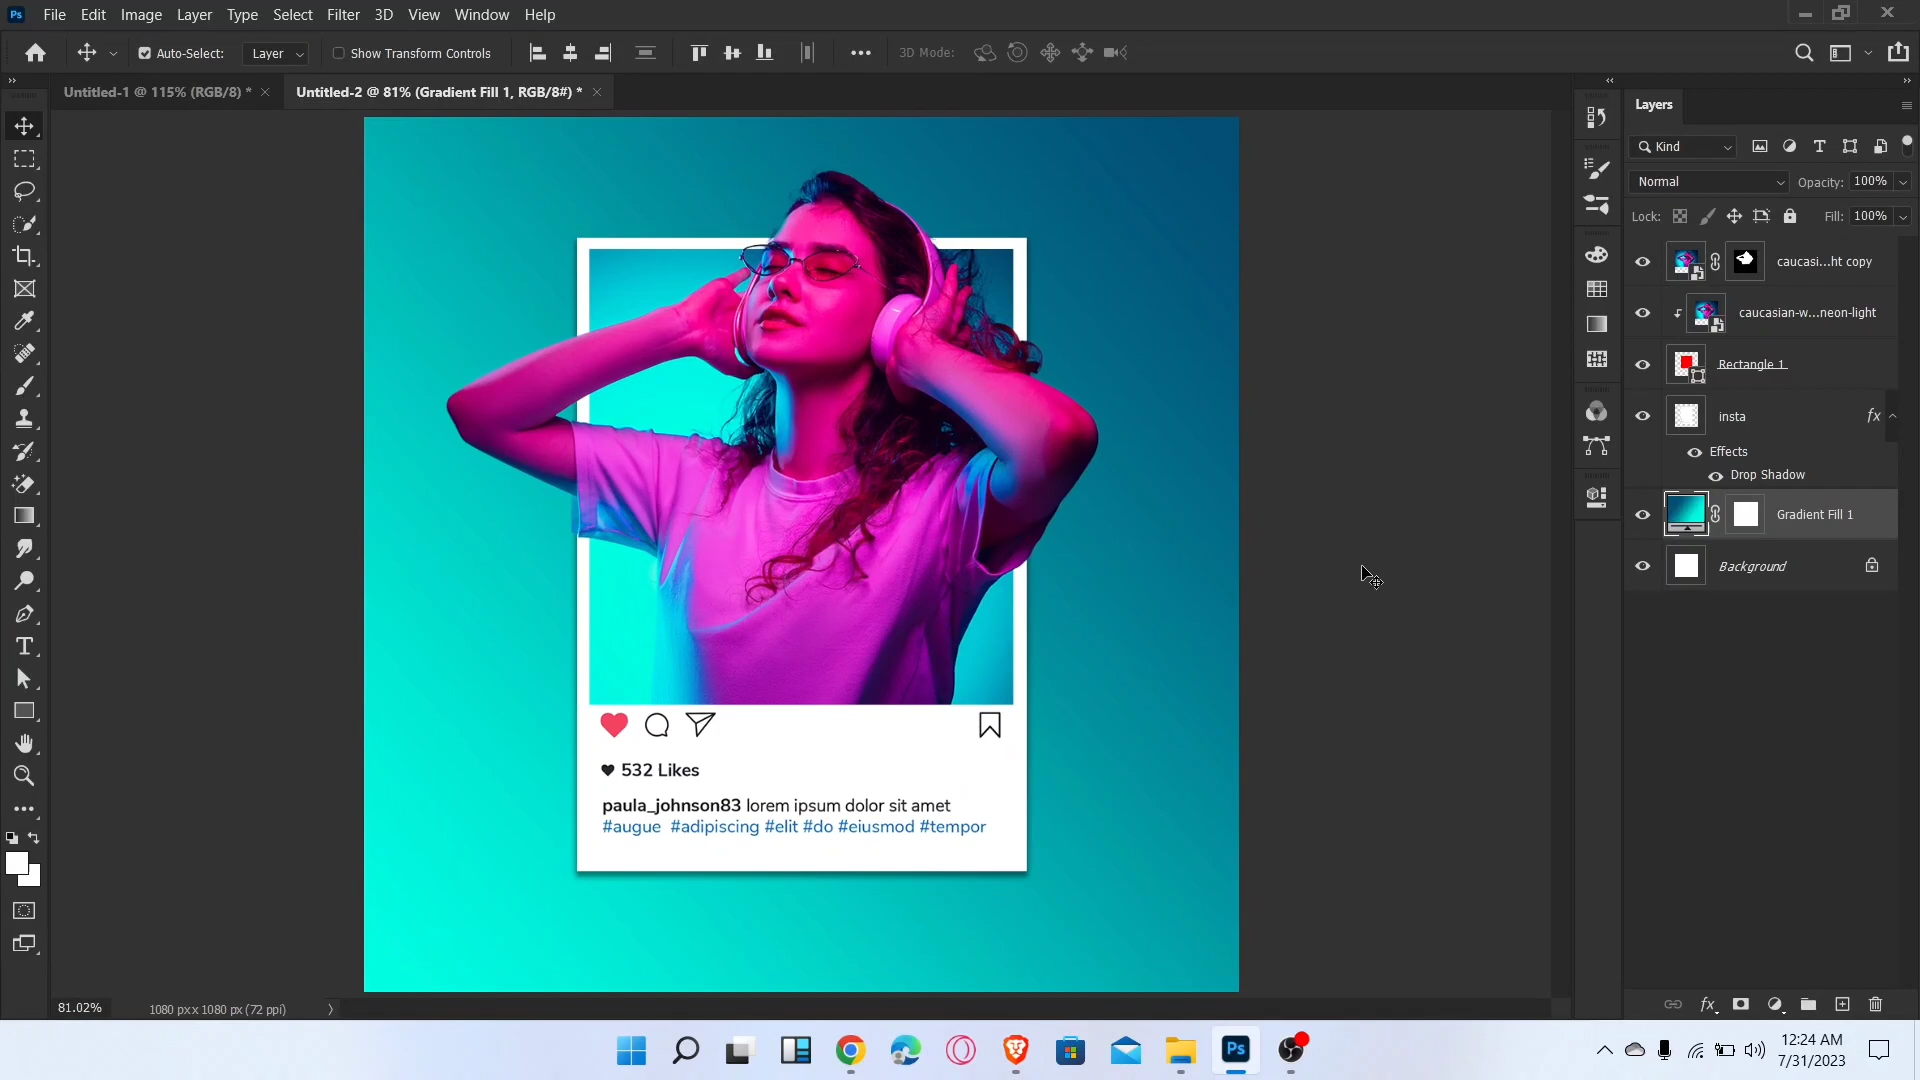 Ps File Edit Image Layer Type Select Filter 3D View Window Help
Auto-Select: Layer Show Transform Controls 3D Mode:
Untitled-1 @ 115% (RGB/8) * Untitled-2 @ 81% (Gradient Fill 1, RGB/8#) *
Layers
Kind
Normal Opacity: 100%
Lock: Fill: 100%
caucasi...ht copy
caucasian-w...neon-light
Rectangle 1
insta fx
Effects
Drop Shadow
Gradient Fill 1
Background
532 Likes
paula_johnson83 lorem ipsum dolor sit amet
#augue #adipiscing #elit #do #eiusmod #tempor
81.02% 1080 px x 1080 px (72 ppi)
fx
Ps
12:24 AM
7/31/2023